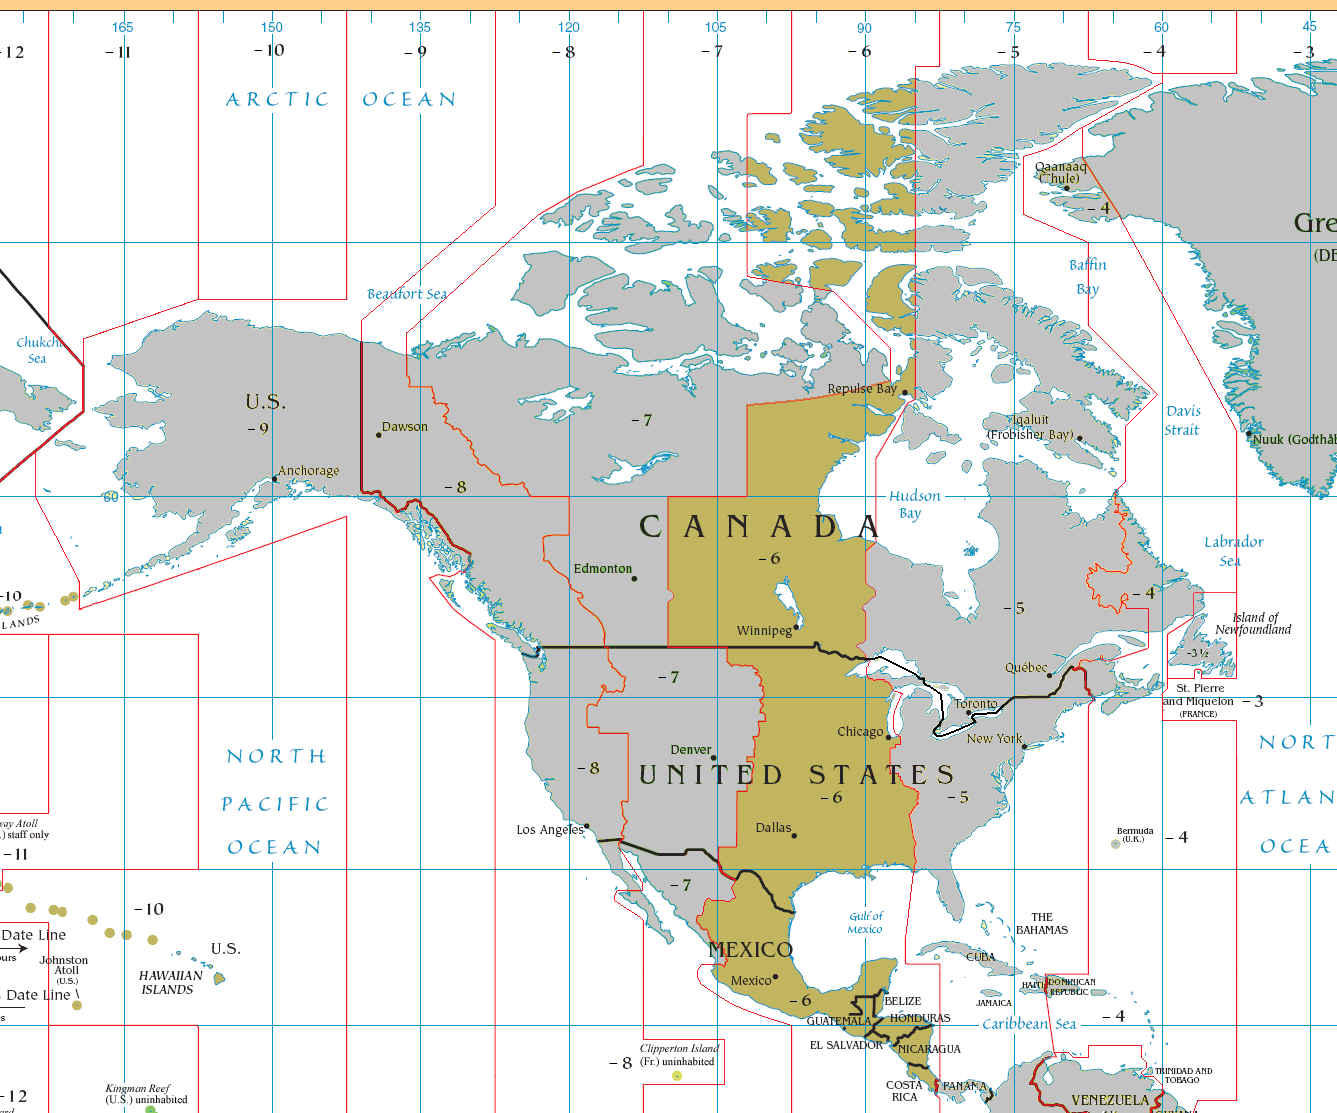 165 150 135 120 105 90 75 60 45
-12 -11 -10 -9 -8 -7 -6 -5 -4 -3
ARCTIC OCEAN
Qaanaaq
(Thule)
-4
Gre
(DE
Baffin
Bay
Beaufort Sea
Chukchi
Sea
U.S.
-9
Dawson
-7
Repulse Bay
Iqaluit
(Frobisher Bay)
Davis
Strait
Nuuk (Godthåb
Anchorage
60
-8
Hudson
Bay
CANADA
-6
Labrador
Sea
Edmonton
-10
LANDS
-5
-4
Island of
Newfoundland
Winnipeg
-3½
-7
Québec
St. Pierre
and Miquelon
(FRANCE)
-3
Toronto
Chicago
New York
NORTH
PACIFIC
OCEAN
Denver
-8
UNITED STATES
-6
-5
NORT
ATLAN
OCEA
way Atoll
.) staff only
-11
Los Angeles
Dallas
Bermuda
(U.K.)
-4
-7
-10
Gulf of
Mexico
THE
BAHAMAS
Date Line
ours
U.S.
Johnston
Atoll
(U.S.)
HAWAIIAN
ISLANDS
MEXICO
Mexico
CUBA
HAITI
DOMINICAN
REPUBLIC
Date Line
s
-6
BELIZE
JAMAICA
GUATEMALA
HONDURAS
Caribbean Sea
-4
EL SALVADOR
NICARAGUA
-8
Clipperton Island
(Fr.) uninhabited
COSTA
RICA
PANAMA
TRINIDAD AND
TOBAGO
VENEZUELA
-12
Kingman Reef
(U.S.) uninhabited